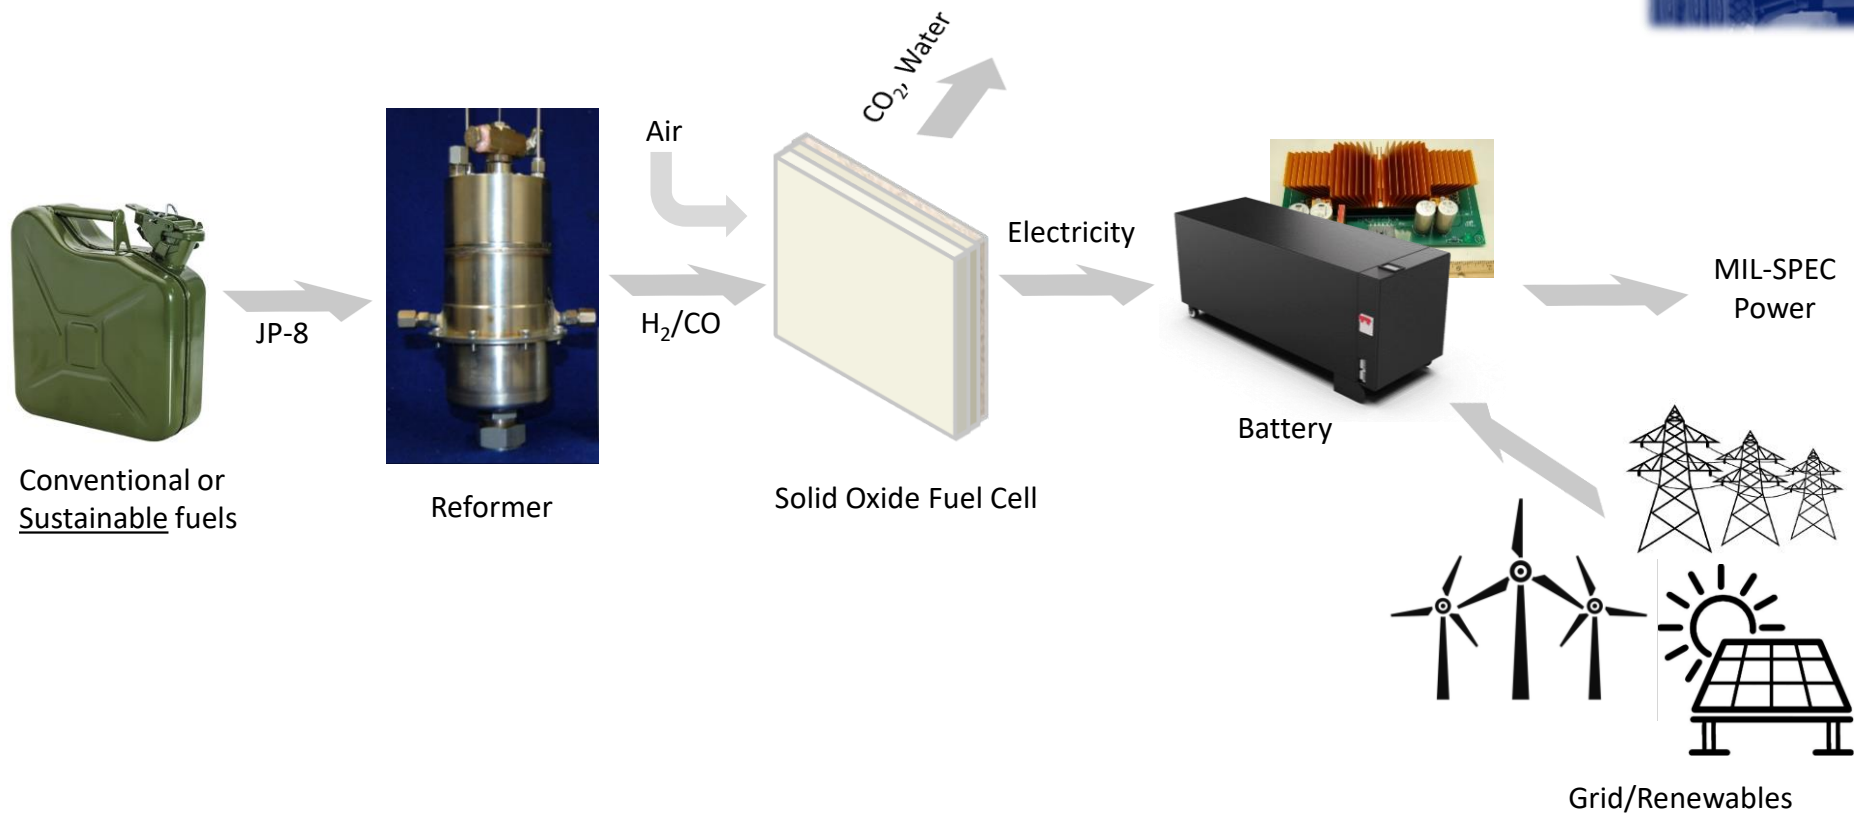 Conventional or
Sustainable fuels
JP-8
Reformer
Air
H₂/CO
CO₂, Water
Solid Oxide Fuel Cell
Electricity
Battery
MIL-SPEC
Power
Grid/Renewables